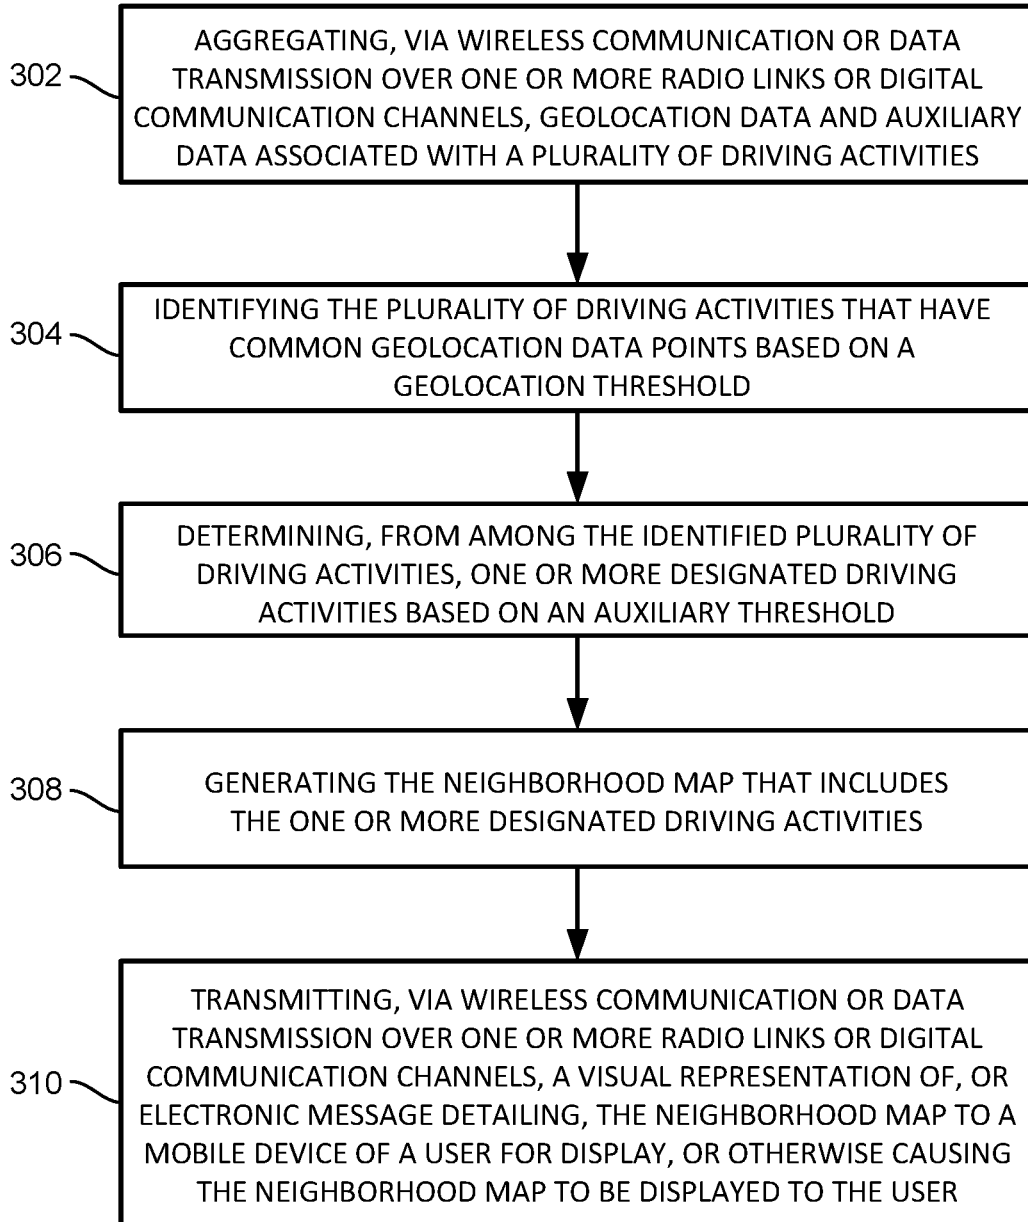 302
AGGREGATING, VIA WIRELESS COMMUNICATION OR DATA
TRANSMISSION OVER ONE OR MORE RADIO LINKS OR DIGITAL
COMMUNICATION CHANNELS, GEOLOCATION DATA AND AUXILIARY
DATA ASSOCIATED WITH A PLURALITY OF DRIVING ACTIVITIES
304
IDENTIFYING THE PLURALITY OF DRIVING ACTIVITIES THAT HAVE
COMMON GEOLOCATION DATA POINTS BASED ON A
GEOLOCATION THRESHOLD
306
DETERMINING, FROM AMONG THE IDENTIFIED PLURALITY OF
DRIVING ACTIVITIES, ONE OR MORE DESIGNATED DRIVING
ACTIVITIES BASED ON AN AUXILIARY THRESHOLD
308
GENERATING THE NEIGHBORHOOD MAP THAT INCLUDES
THE ONE OR MORE DESIGNATED DRIVING ACTIVITIES
310
TRANSMITTING, VIA WIRELESS COMMUNICATION OR DATA
TRANSMISSION OVER ONE OR MORE RADIO LINKS OR DIGITAL
COMMUNICATION CHANNELS, A VISUAL REPRESENTATION OF, OR
ELECTRONIC MESSAGE DETAILING, THE NEIGHBORHOOD MAP TO A
MOBILE DEVICE OF A USER FOR DISPLAY, OR OTHERWISE CAUSING
THE NEIGHBORHOOD MAP TO BE DISPLAYED TO THE USER